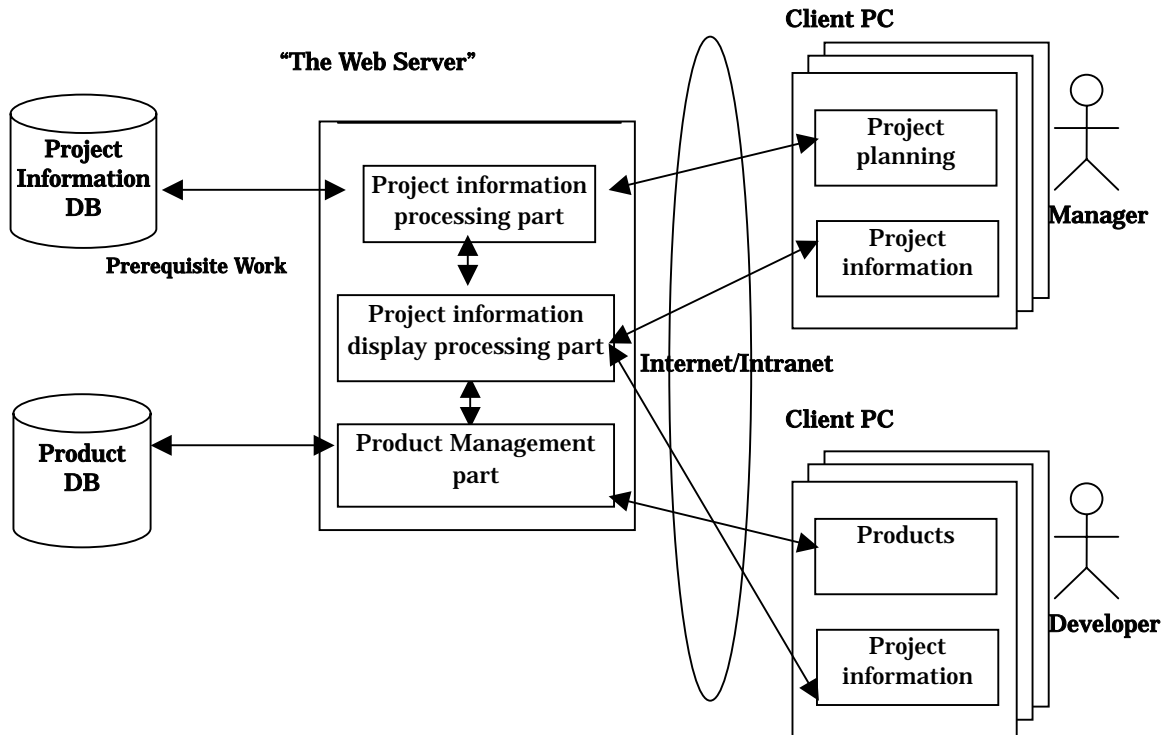 Client PC
“The Web Server”
Project
Information
DB
Project information
processing part
Project
planning
Manager
Prerequisite Work
Project
information
Project information
display processing part
Internet/Intranet
Product
DB
Product Management
part
Client PC
Products
Developer
Project
information